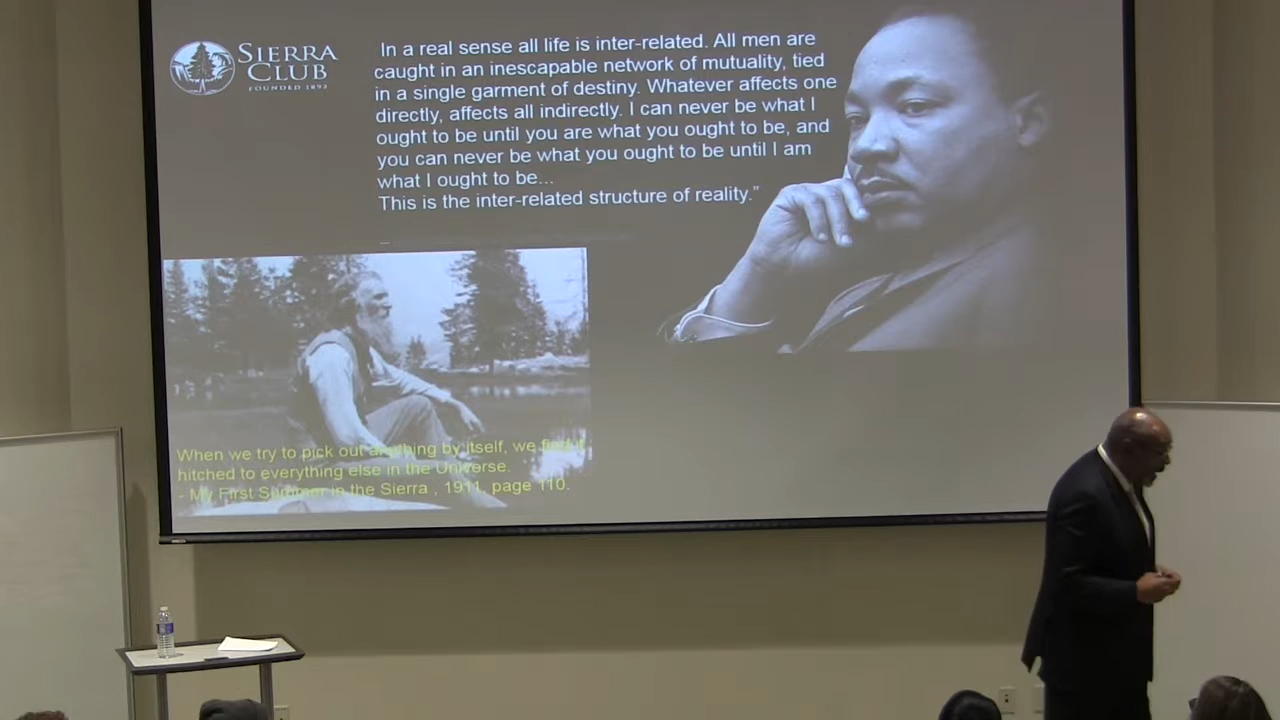 SIERRA
CLUB
FOUNDED 1892
In a real sense all life is inter-related. All men are
caught in an inescapable network of mutuality, tied
in a single garment of destiny. Whatever affects one
directly, affects all indirectly. I can never be what I
ought to be until you are what you ought to be, and
you can never be what you ought to be until I am
what I ought to be...
This is the inter-related structure of reality."
When we try to pick out anything by itself, we find it
hitched to everything else in the Universe.
- My First Summer in the Sierra , 1911, page 110.